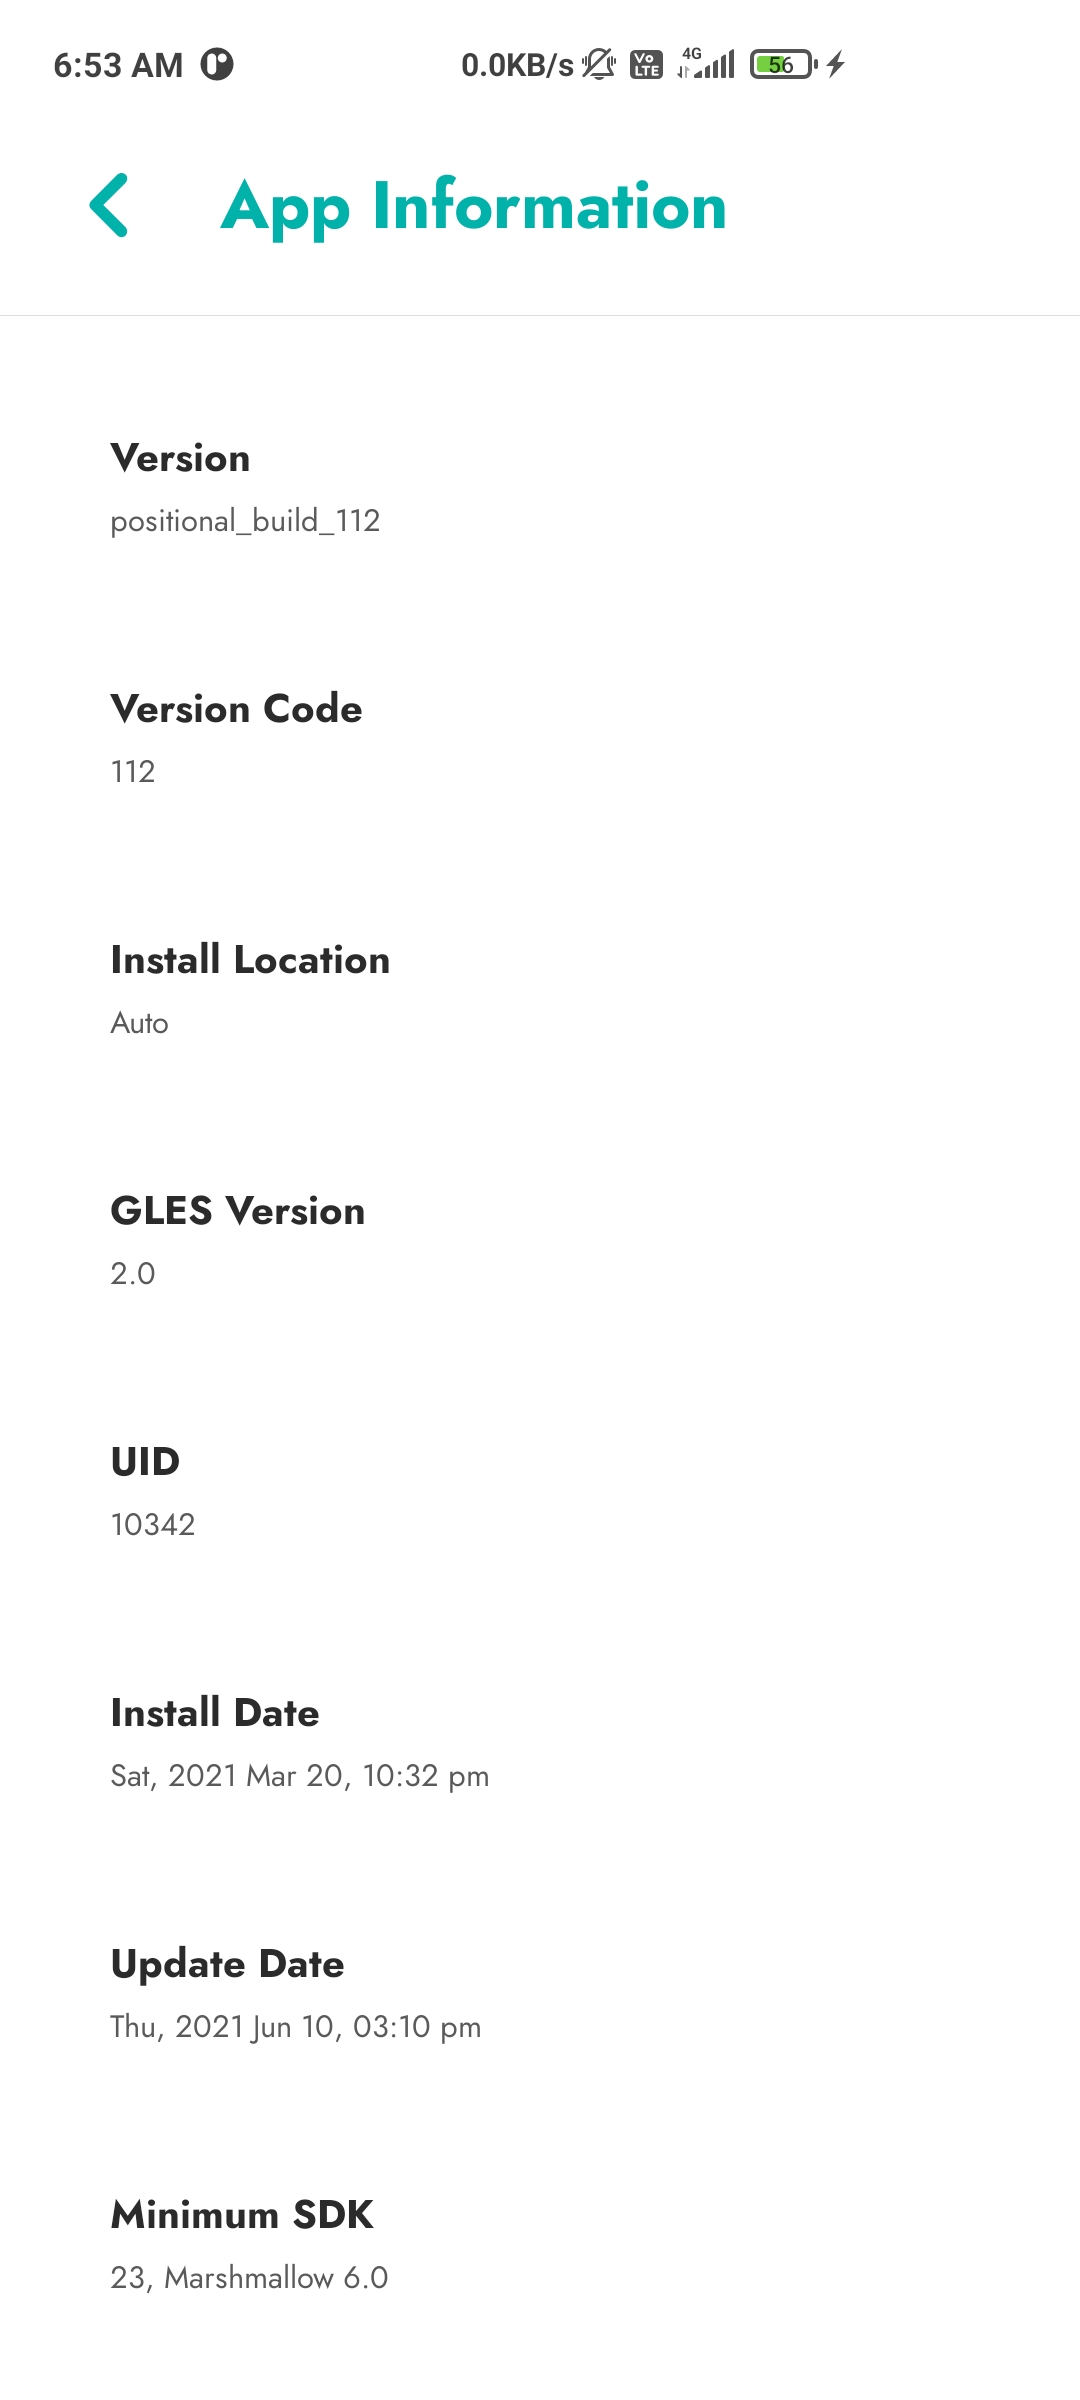 6:53 AM 0.0KB/s Vo LTE 4G 56
App Information
Version
positional_build_112
Version Code
112
Install Location
Auto
GLES Version
2.0
UID
10342
Install Date
Sat, 2021 Mar 20, 10:32 pm
Update Date
Thu, 2021 Jun 10, 03:10 pm
Minimum SDK
23, Marshmallow 6.0